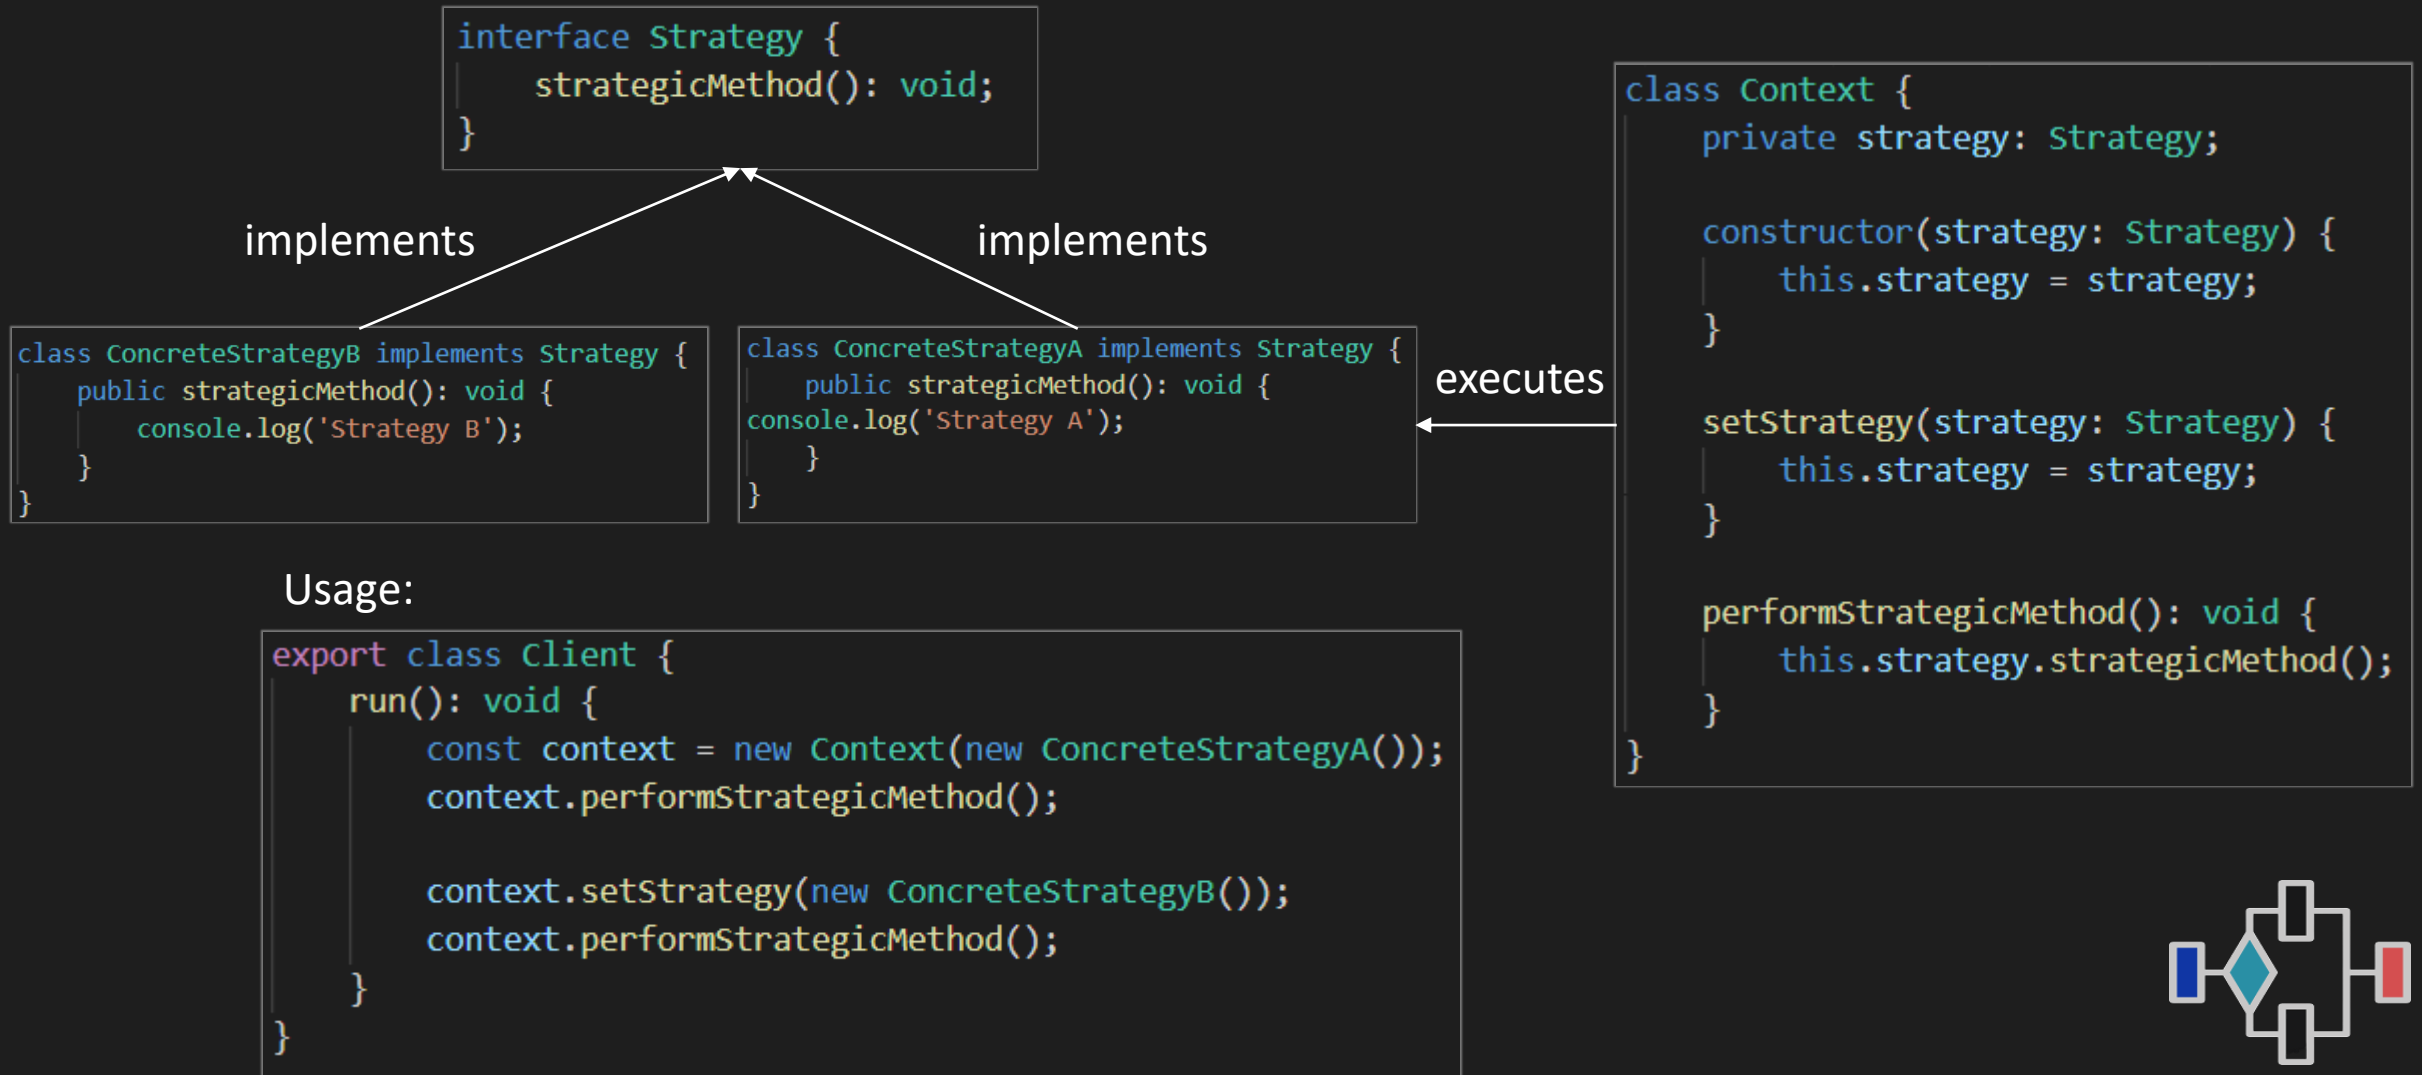 interface Strategy {
    strategicMethod(): void;
}
implements
implements
class ConcreteStrategyB implements Strategy {
    public strategicMethod(): void {
        console.log('Strategy B');
    }
}
class ConcreteStrategyA implements Strategy {
    public strategicMethod(): void {
console.log('Strategy A');
    }
}
executes
class Context {
    private strategy: Strategy;
    constructor(strategy: Strategy) {
        this.strategy = strategy;
    }
    setStrategy(strategy: Strategy) {
        this.strategy = strategy;
    }
    performStrategicMethod(): void {
        this.strategy.strategicMethod();
    }
}
Usage:
export class Client {
    run(): void {
        const context = new Context(new ConcreteStrategyA());
        context.performStrategicMethod();
        context.setStrategy(new ConcreteStrategyB());
        context.performStrategicMethod();
    }
}